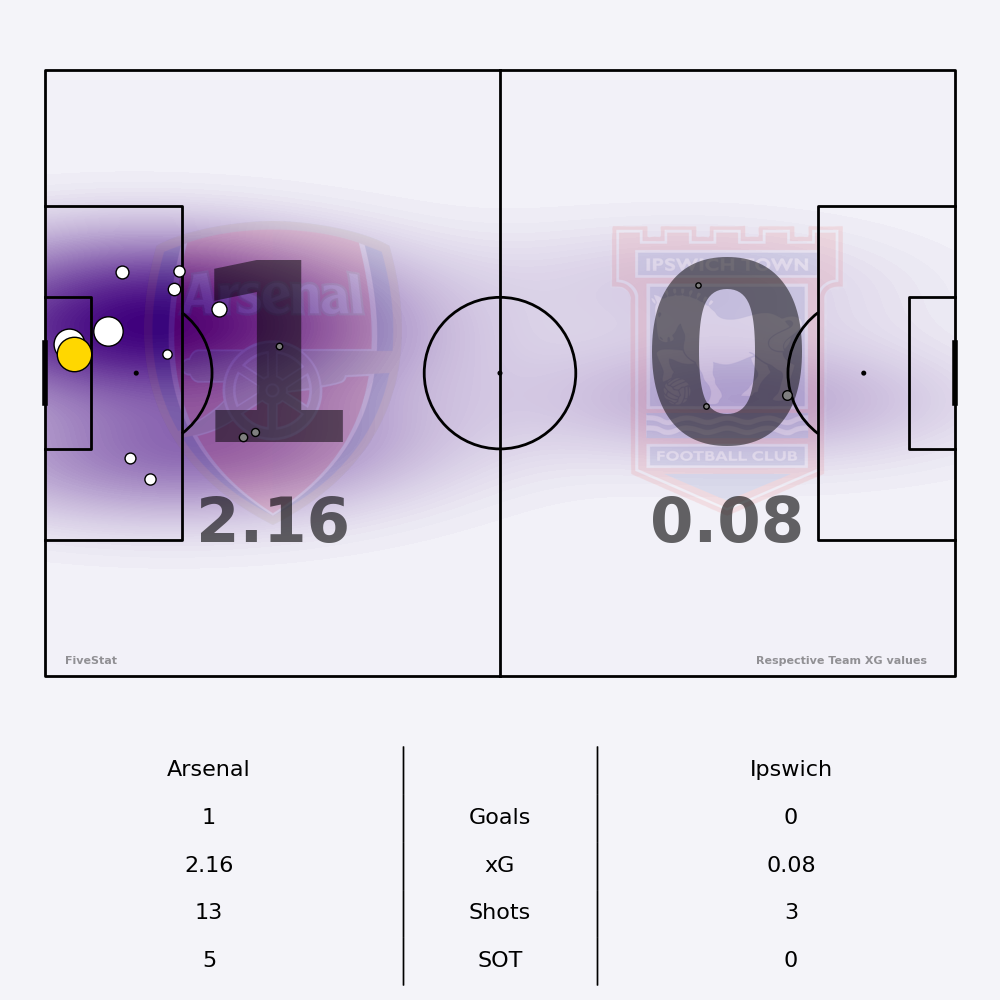 Arsenal
IPSWICH TOWN
1
0
FOOTBALL CLUB
2.16
0.08
FiveStat
Respective Team XG values
Arsenal Ipswich
1 Goals 0
2.16 xG 0.08
13 Shots 3
5 SOT 0